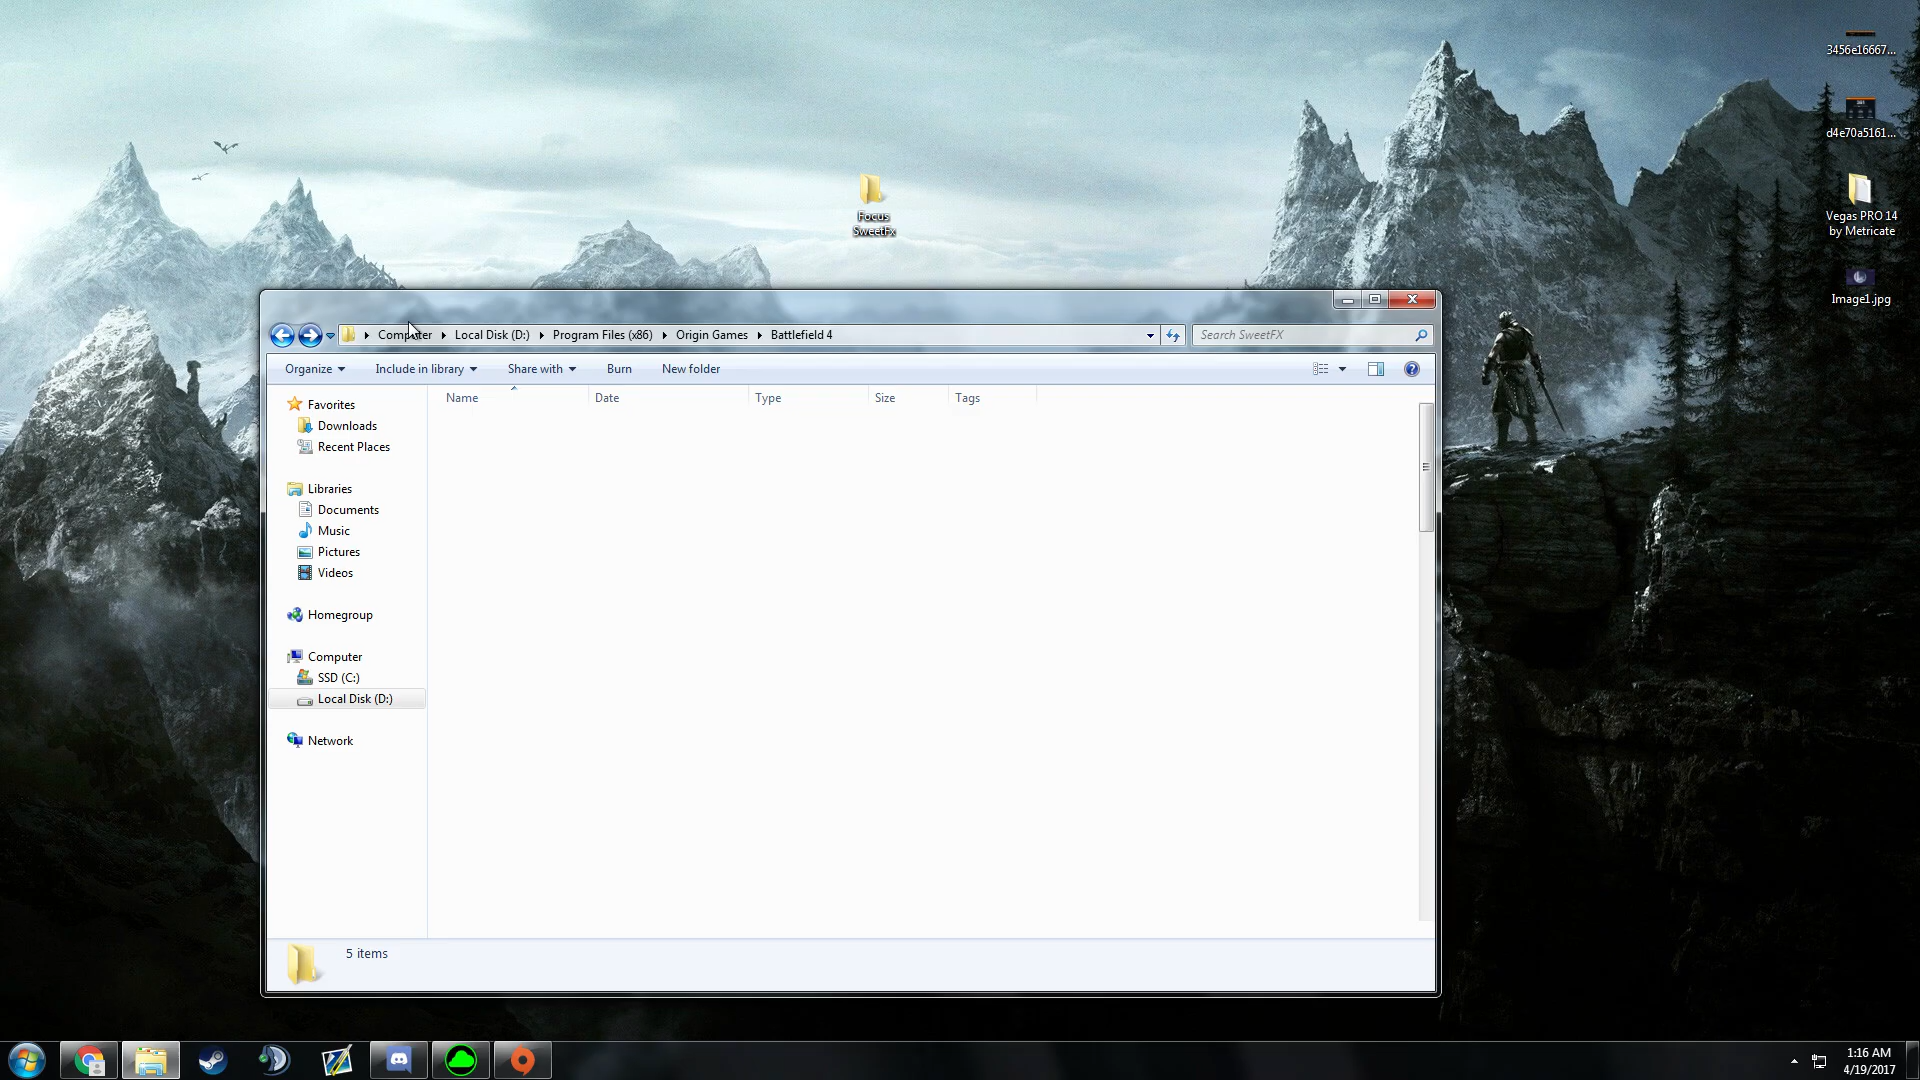 3456e16667...
d4e70a5161...
Focus
SweetFx
Vegas PRO 14
by Metricate
Image1.jpg
Computer
Local Disk (D:)
Program Files (x86)
Origin Games
Battlefield 4
Search SweetFX
Organize
Include in library
Share with
Burn
New folder
Name
Date
Type
Size
Tags
Favorites
Downloads
Recent Places
Libraries
Documents
Music
Pictures
Videos
Homegroup
Computer
SSD (C:)
Local Disk (D:)
Network
5 items
1:16 AM
4/19/2017